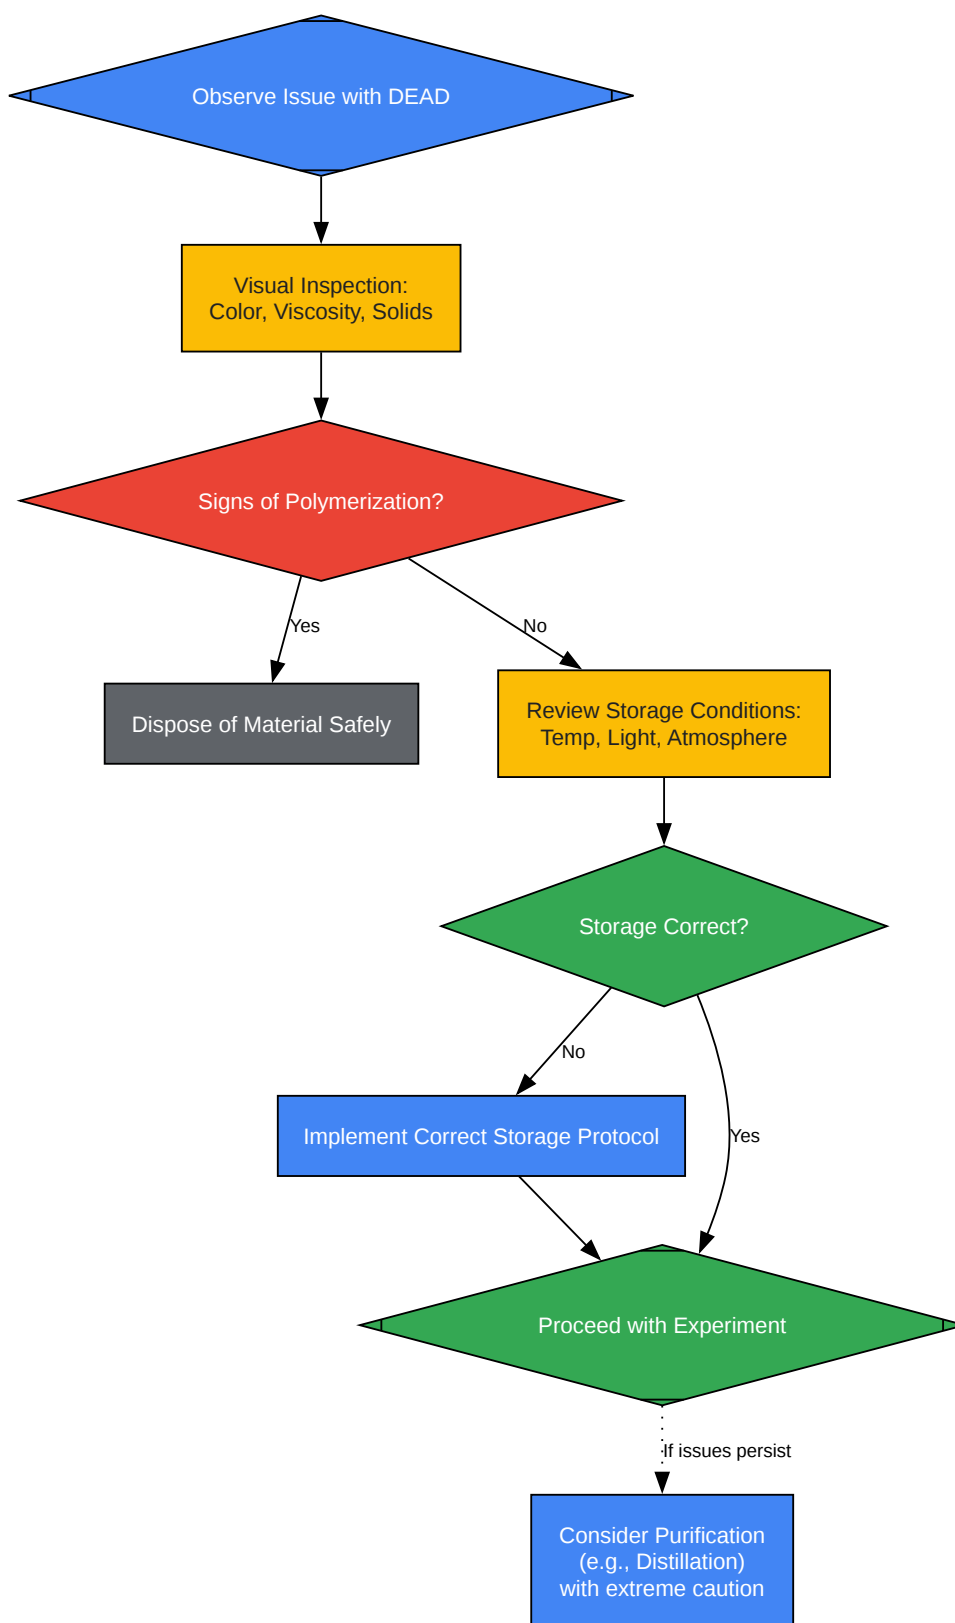 Observe Issue with DEAD
Visual Inspection:
Color, Viscosity, Solids
Signs of Polymerization?
Yes
No
Dispose of Material Safely
Review Storage Conditions:
Temp, Light, Atmosphere
Storage Correct?
No
Implement Correct Storage Protocol
Yes
Proceed with Experiment
If issues persist
Consider Purification
(e.g., Distillation)
with extreme caution